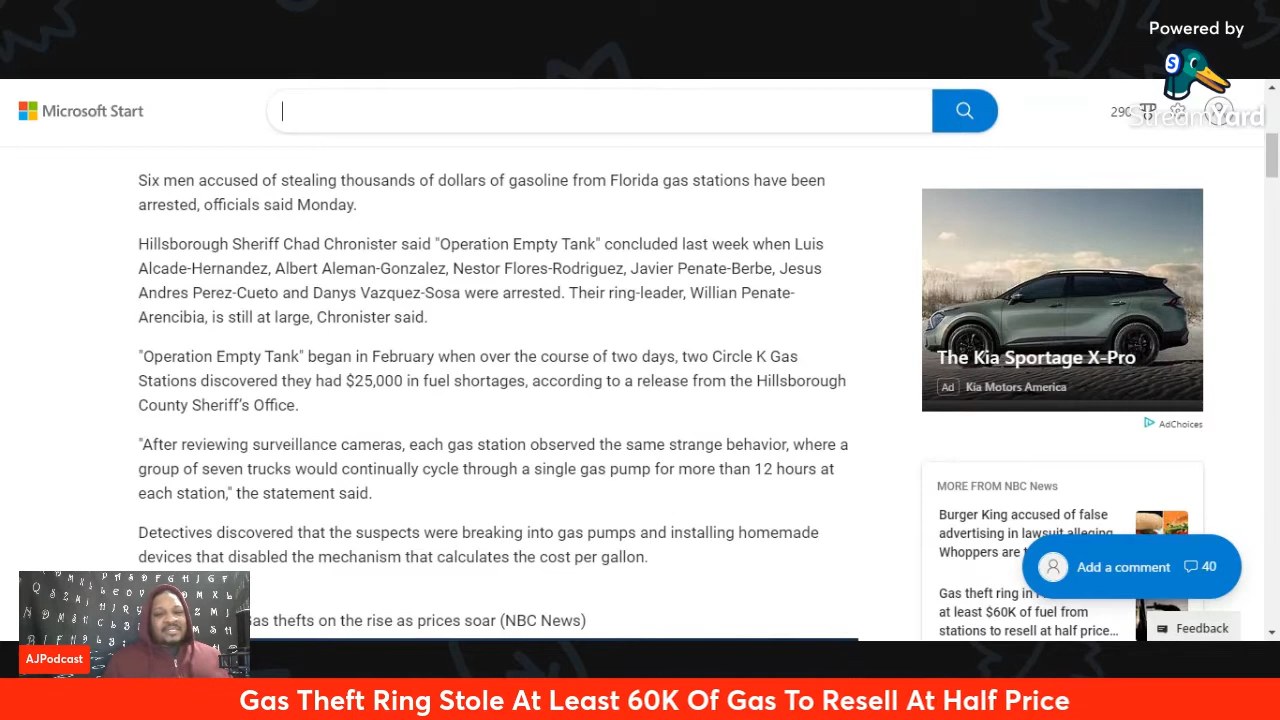 Powered by
StreamYard
Microsoft Start
290
Six men accused of stealing thousands of dollars of gasoline from Florida gas stations have been
arrested, officials said Monday.
Hillsborough Sheriff Chad Chronister said "Operation Empty Tank" concluded last week when Luis
Alcade-Hernandez, Albert Aleman-Gonzalez, Nestor Flores-Rodriguez, Javier Penate-Berbe, Jesus
Andres Perez-Cueto and Danys Vazquez-Sosa were arrested. Their ring-leader, Willian Penate-
Arencibia, is still at large, Chronister said.
"Operation Empty Tank" began in February when over the course of two days, two Circle K Gas
Stations discovered they had $25,000 in fuel shortages, according to a release from the Hillsborough
County Sheriff's Office.
"After reviewing surveillance cameras, each gas station observed the same strange behavior, where a
group of seven trucks would continually cycle through a single gas pump for more than 12 hours at
each station," the statement said.
Detectives discovered that the suspects were breaking into gas pumps and installing homemade
devices that disabled the mechanism that calculates the cost per gallon.
as thefts on the rise as prices soar (NBC News)
The Kia Sportage X-Pro
Ad Kia Motors America
AdChoices
MORE FROM NBC News
Burger King accused of false
advertising in lawsuit alleging
Whoppers are
Add a comment 40
Gas theft ring in
at least $60K of fuel from
stations to resell at half price...
Feedback
AJPodcast
Gas Theft Ring Stole At Least 60K Of Gas To Resell At Half Price